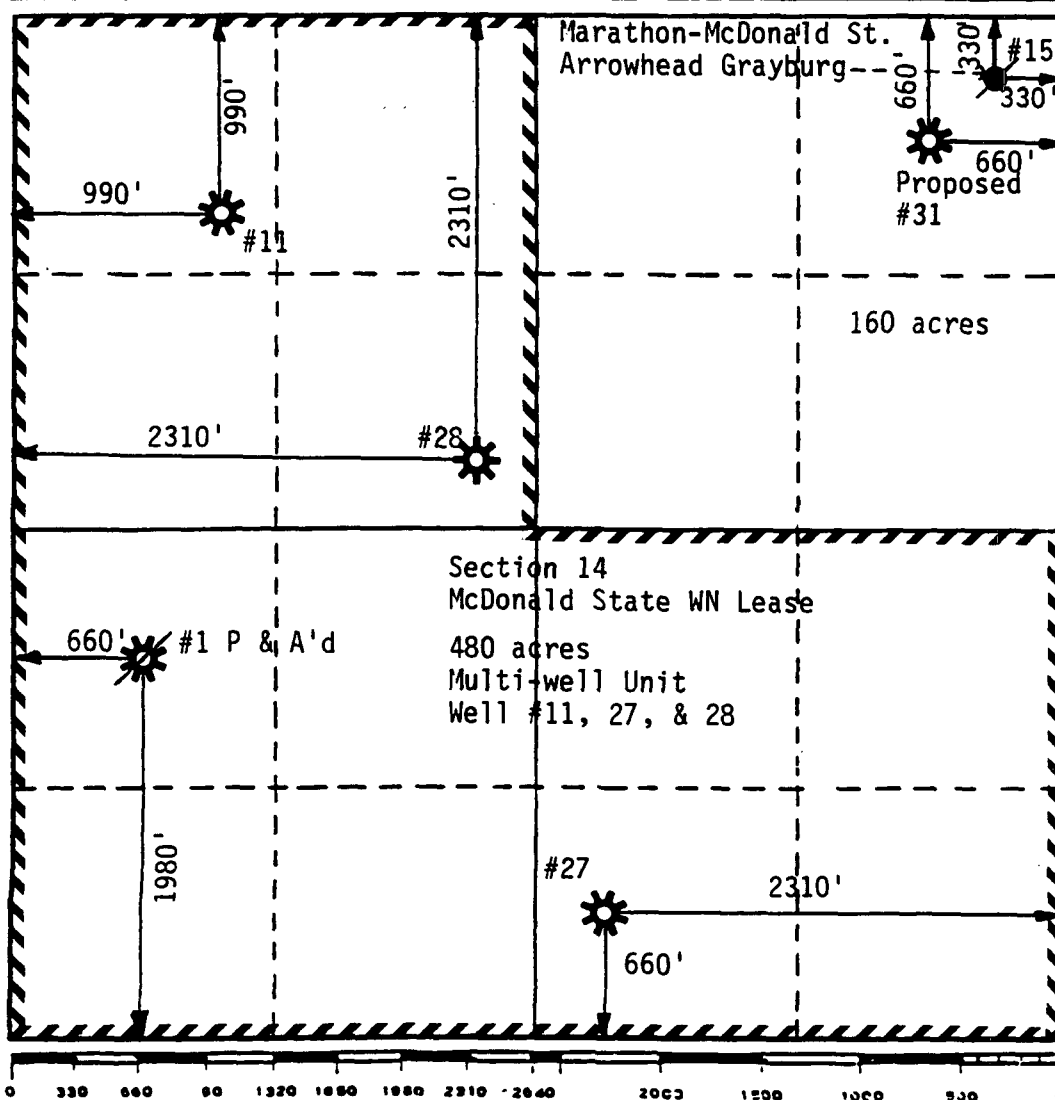 Marathon-McDonald St.
Arrowhead Grayburg--
660'
330'
#15
330'
660'
Proposed
#31
990'
990'
#11
2310'
160 acres
2310'
#28
Section 14
McDonald State WN Lease
660'
#1 P & A'd
480 acres
Multi-well Unit
Well #11, 27, & 28
1980'
#27
2310'
660'
0 330 660 90 1320 1650 1980 2310 2640 2000 1500 1000 500